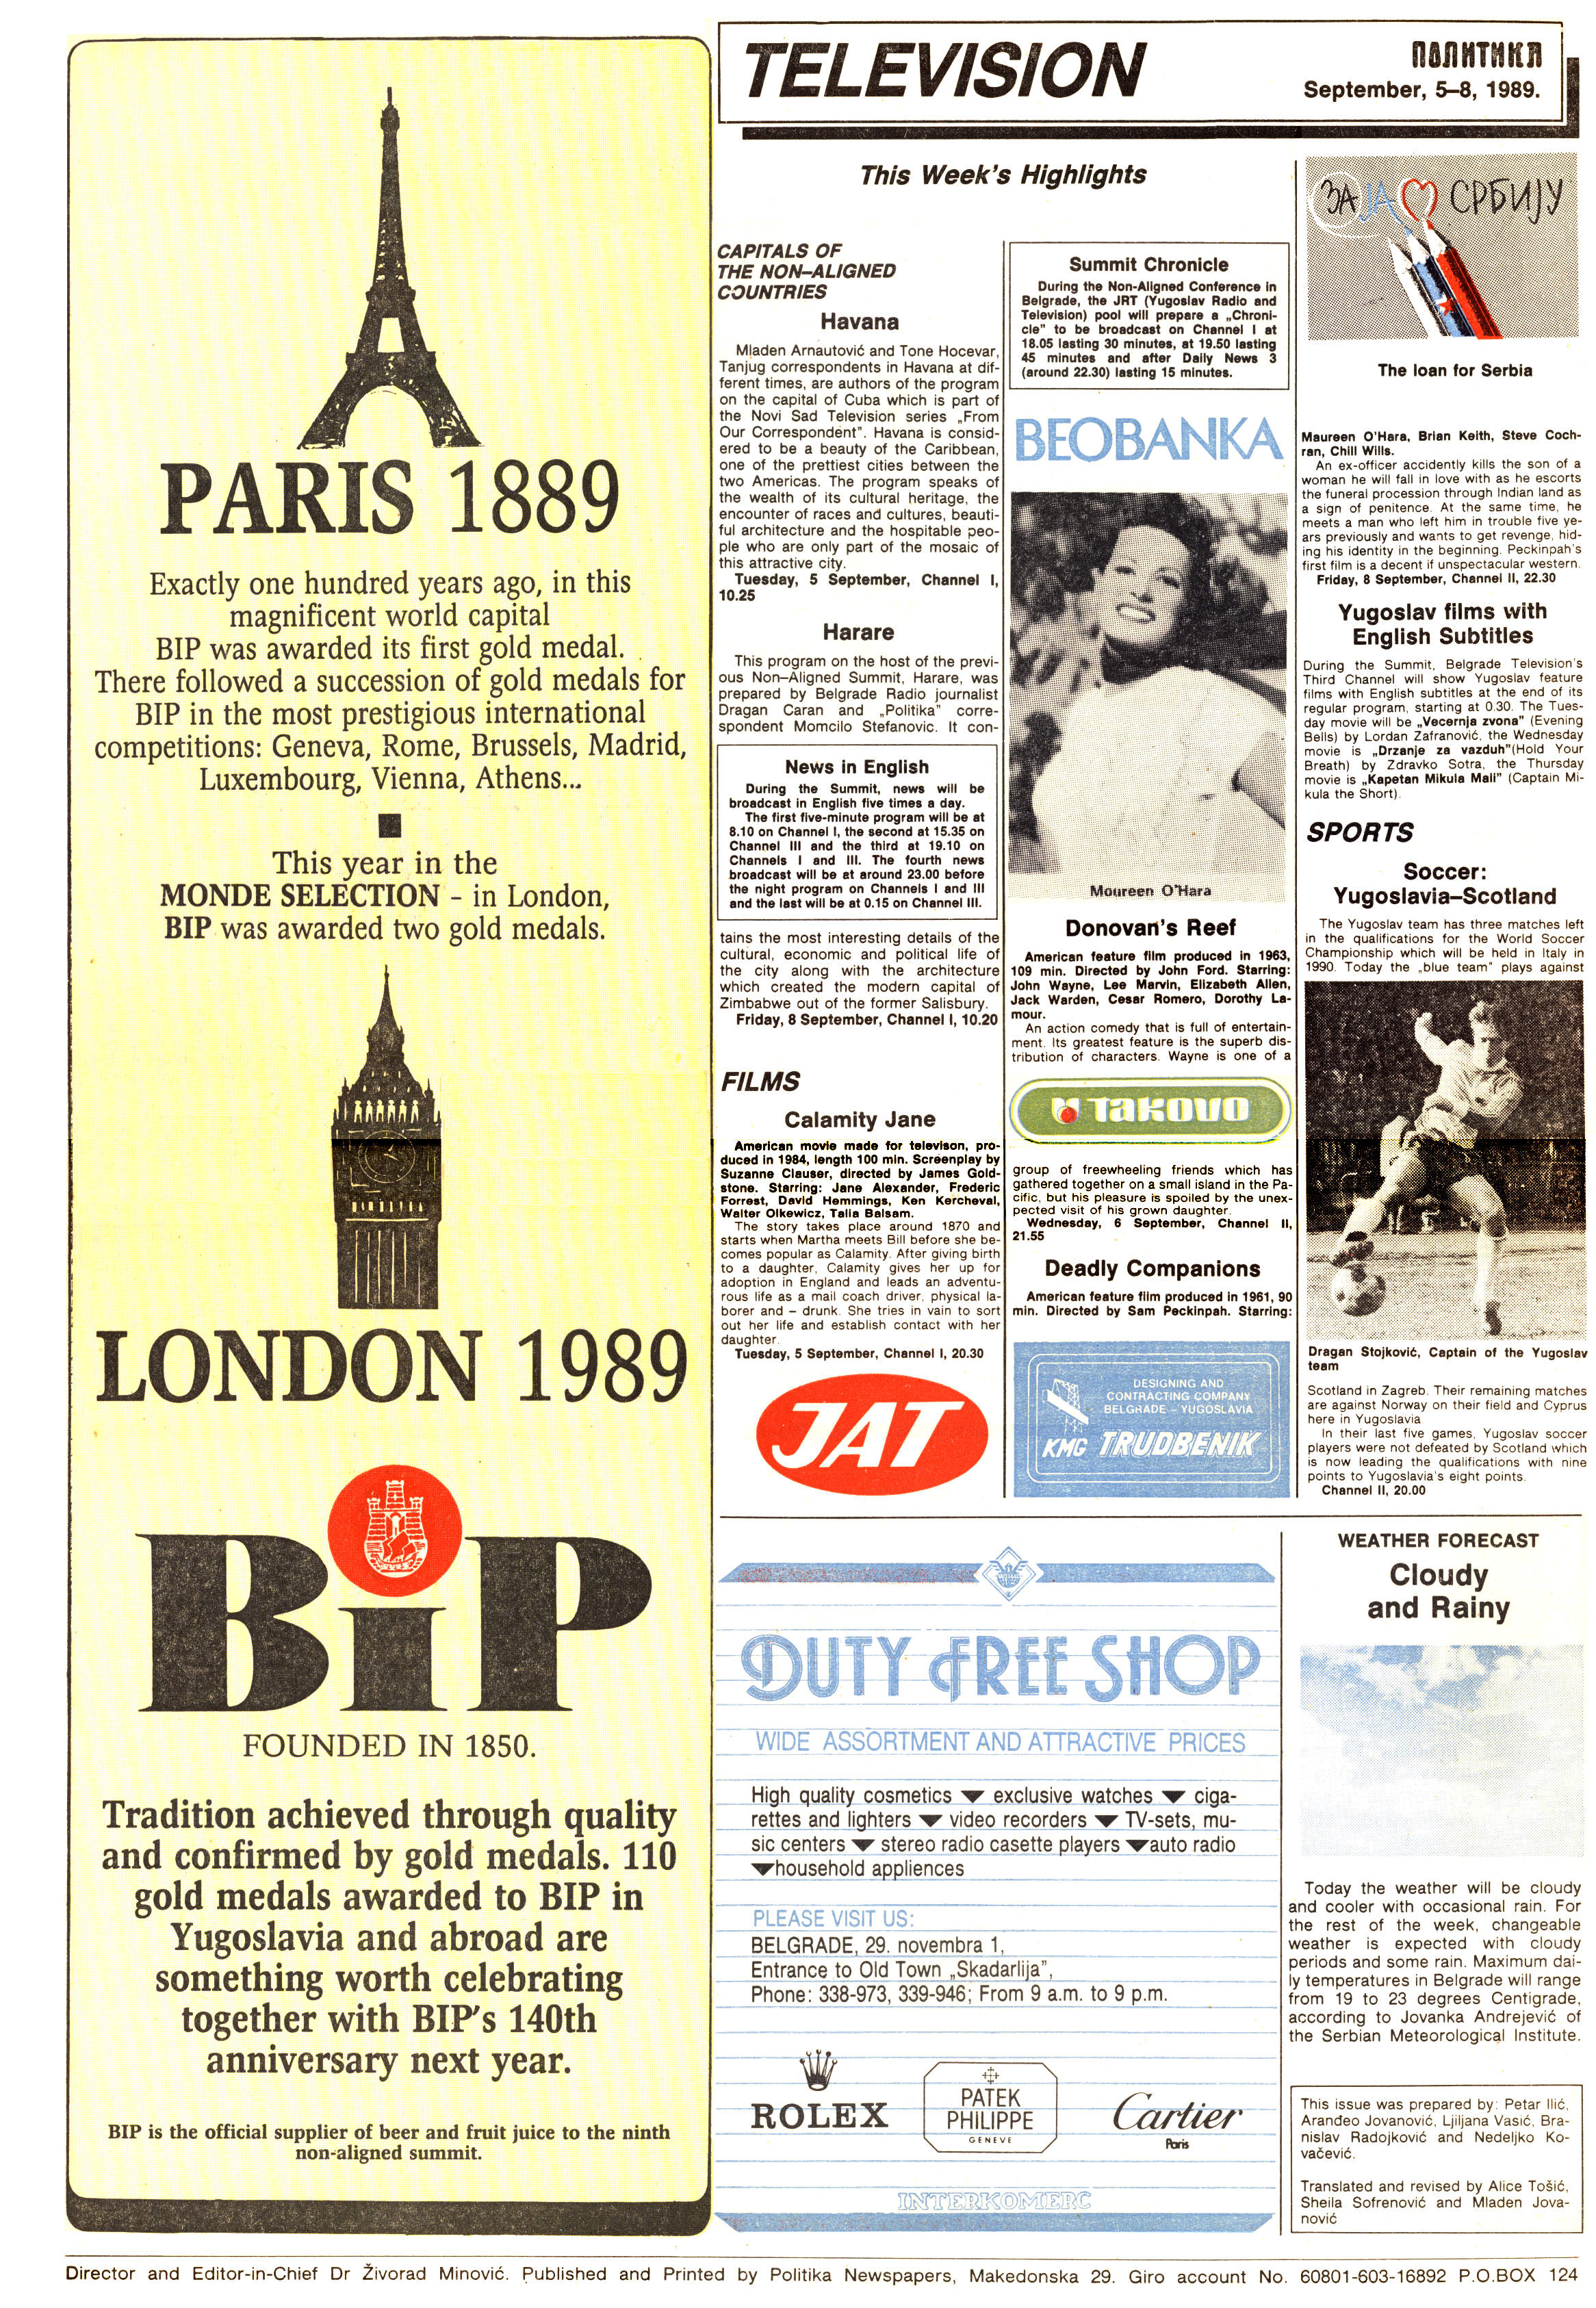 PARIS 1889
Exactly one hundred years ago, in this
magnificent world capital
BIP was awarded its first gold medal.
There followed a succession of gold medals for
BIP in the most prestigious international
competitions: Geneva, Rome, Brussels, Madrid,
Luxembourg, Vienna, Athens...
This year in the
MONDE SELECTION – in London,
BIP was awarded two gold medals.
LONDON 1989
BiP
FOUNDED IN 1850.
Tradition achieved through quality
and confirmed by gold medals. 110
gold medals awarded to BIP in
Yugoslavia and abroad are
something worth celebrating
together with BIP's 140th
anniversary next year.
BIP is the official supplier of beer and fruit juice to the ninth
non-aligned summit.
TELEVISION
ПОЛИТИКА
September, 5–8, 1989.
This Week's Highlights
CAPITALS OF
THE NON–ALIGNED
COUNTRIES
Havana
Mladen Arnautović and Tone Hocevar,
Tanjug correspondents in Havana at dif-
ferent times, are authors of the program
on the capital of Cuba which is part of
the Novi Sad Television series „From
Our Correspondent". Havana is consid-
ered to be a beauty of the Caribbean,
one of the prettiest cities between the
two Americas. The program speaks of
the wealth of its cultural heritage, the
encounter of races and cultures, beauti-
ful architecture and the hospitable peo-
ple who are only part of the mosaic of
this attractive city.
Tuesday, 5 September, Channel I,
10.25
Harare
This program on the host of the previ-
ous Non–Aligned Summit, Harare, was
prepared by Belgrade Radio journalist
Dragan Caran and „Politika" corre-
spondent Momcilo Stefanovic. It con-
News in English
During the Summit, news will be
broadcast in English five times a day.
The first five-minute program will be at
8.10 on Channel I, the second at 15.35 on
Channel III and the third at 19.10 on
Channels I and III. The fourth news
broadcast will be at around 23.00 before
the night program on Channels I and III
and the last will be at 0.15 on Channel III.
tains the most interesting details of the
cultural, economic and political life of
the city along with the architecture
which created the modern capital of
Zimbabwe out of the former Salisbury.
Friday, 8 September, Channel I, 10.20
FILMS
Calamity Jane
American movie made for televison, pro-
duced in 1984, length 100 min. Screenplay by
Suzanne Clauser, directed by James Gold-
stone. Starring: Jane Alexander, Frederic
Forrest, David Hemmings, Ken Kercheval,
Walter Olkewicz, Talia Balsam.
The story takes place around 1870 and
starts when Martha meets Bill before she be-
comes popular as Calamity. After giving birth
to a daughter, Calamity gives her up for
adoption in England and leads an adventu-
rous life as a mail coach driver, physical la-
borer and – drunk. She tries in vain to sort
out her life and establish contact with her
daughter.
Tuesday, 5 September, Channel I, 20.30
JAT
Summit Chronicle
During the Non-Aligned Conference in
Belgrade, the JRT (Yugoslav Radio and
Television) pool will prepare a „Chroni-
cle" to be broadcast on Channel I at
18.05 lasting 30 minutes, at 19.50 lasting
45 minutes and after Daily News 3
(around 22.30) lasting 15 minutes.
BEOBANKA
Moureen O'Hara
Donovan's Reef
American feature film produced in 1963,
109 min. Directed by John Ford. Starring:
John Wayne, Lee Marvin, Elizabeth Allen,
Jack Warden, Cesar Romero, Dorothy La-
mour.
An action comedy that is full of entertain-
ment. Its greatest feature is the superb dis-
tribution of characters. Wayne is one of a
takovo
group of freewheeling friends which has
gathered together on a small island in the Pa-
cific, but his pleasure is spoiled by the unex-
pected visit of his grown daughter.
Wednesday, 6 September, Channel II,
21.55
Deadly Companions
American feature film produced in 1961, 90
min. Directed by Sam Peckinpah. Starring:
DESIGNING AND
CONTRACTING COMPANY
BELGRADE – YUGOSLAVIA
KMG TRUDBENIK
ЗАЈАМ СРБИЈУ
The loan for Serbia
Maureen O'Hara, Brian Keith, Steve Coch-
ran, Chill Wills.
An ex-officer accidently kills the son of a
woman he will fall in love with as he escorts
the funeral procession through Indian land as
a sign of penitence. At the same time, he
meets a man who left him in trouble five ye-
ars previously and wants to get revenge, hid-
ing his identity in the beginning. Peckinpah's
first film is a decent if unspectacular western.
Friday, 8 September, Channel II, 22.30
Yugoslav films with
English Subtitles
During the Summit, Belgrade Television's
Third Channel will show Yugoslav feature
films with English subtitles at the end of its
regular program, starting at 0.30. The Tues-
day movie will be „Vecernja zvona" (Evening
Bells) by Lordan Zafranović, the Wednesday
movie is „Drzanje za vazduh"(Hold Your
Breath) by Zdravko Sotra, the Thursday
movie is „Kapetan Mikula Mali" (Captain Mi-
kula the Short).
SPORTS
Soccer:
Yugoslavia–Scotland
The Yugoslav team has three matches left
in the qualifications for the World Soccer
Championship which will be held in Italy in
1990. Today the „blue team" plays against
Dragan Stojković, Captain of the Yugoslav
team
Scotland in Zagreb. Their remaining matches
are against Norway on their field and Cyprus
here in Yugoslavia
In their last five games, Yugoslav soccer
players were not defeated by Scotland which
is now leading the qualifications with nine
points to Yugoslavia's eight points.
Channel II, 20.00
DUTY FREE SHOP
WIDE ASSORTMENT AND ATTRACTIVE PRICES
High quality cosmetics ▼ exclusive watches ▼ ciga-
rettes and lighters ▼ video recorders ▼ TV-sets, mu-
sic centers ▼ stereo radio casette players ▼auto radio
▼household appliences
PLEASE VISIT US:
BELGRADE, 29. novembra 1,
Entrance to Old Town „Skadarlija",
Phone: 338-973, 339-946; From 9 a.m. to 9 p.m.
ROLEX
PATEK
PHILIPPE
GENEVE
Cartier
Paris
INTERKOMERC
WEATHER FORECAST
Cloudy
and Rainy
Today the weather will be cloudy
and cooler with occasional rain. For
the rest of the week, changeable
weather is expected with cloudy
periods and some rain. Maximum dai-
ly temperatures in Belgrade will range
from 19 to 23 degrees Centigrade,
according to Jovanka Andrejević of
the Serbian Meteorological Institute.
This issue was prepared by: Petar Ilić,
Aranđeo Jovanović, Ljiljana Vasić, Bra-
nislav Radojković and Nedeljko Ko-
vačević.
Translated and revised by Alice Tošić,
Sheila Sofrenović and Mladen Jova-
nović
Director and Editor-in-Chief Dr Živorad Minović. Published and Printed by Politika Newspapers, Makedonska 29. Giro account No. 60801-603-16892 P.O.BOX 124